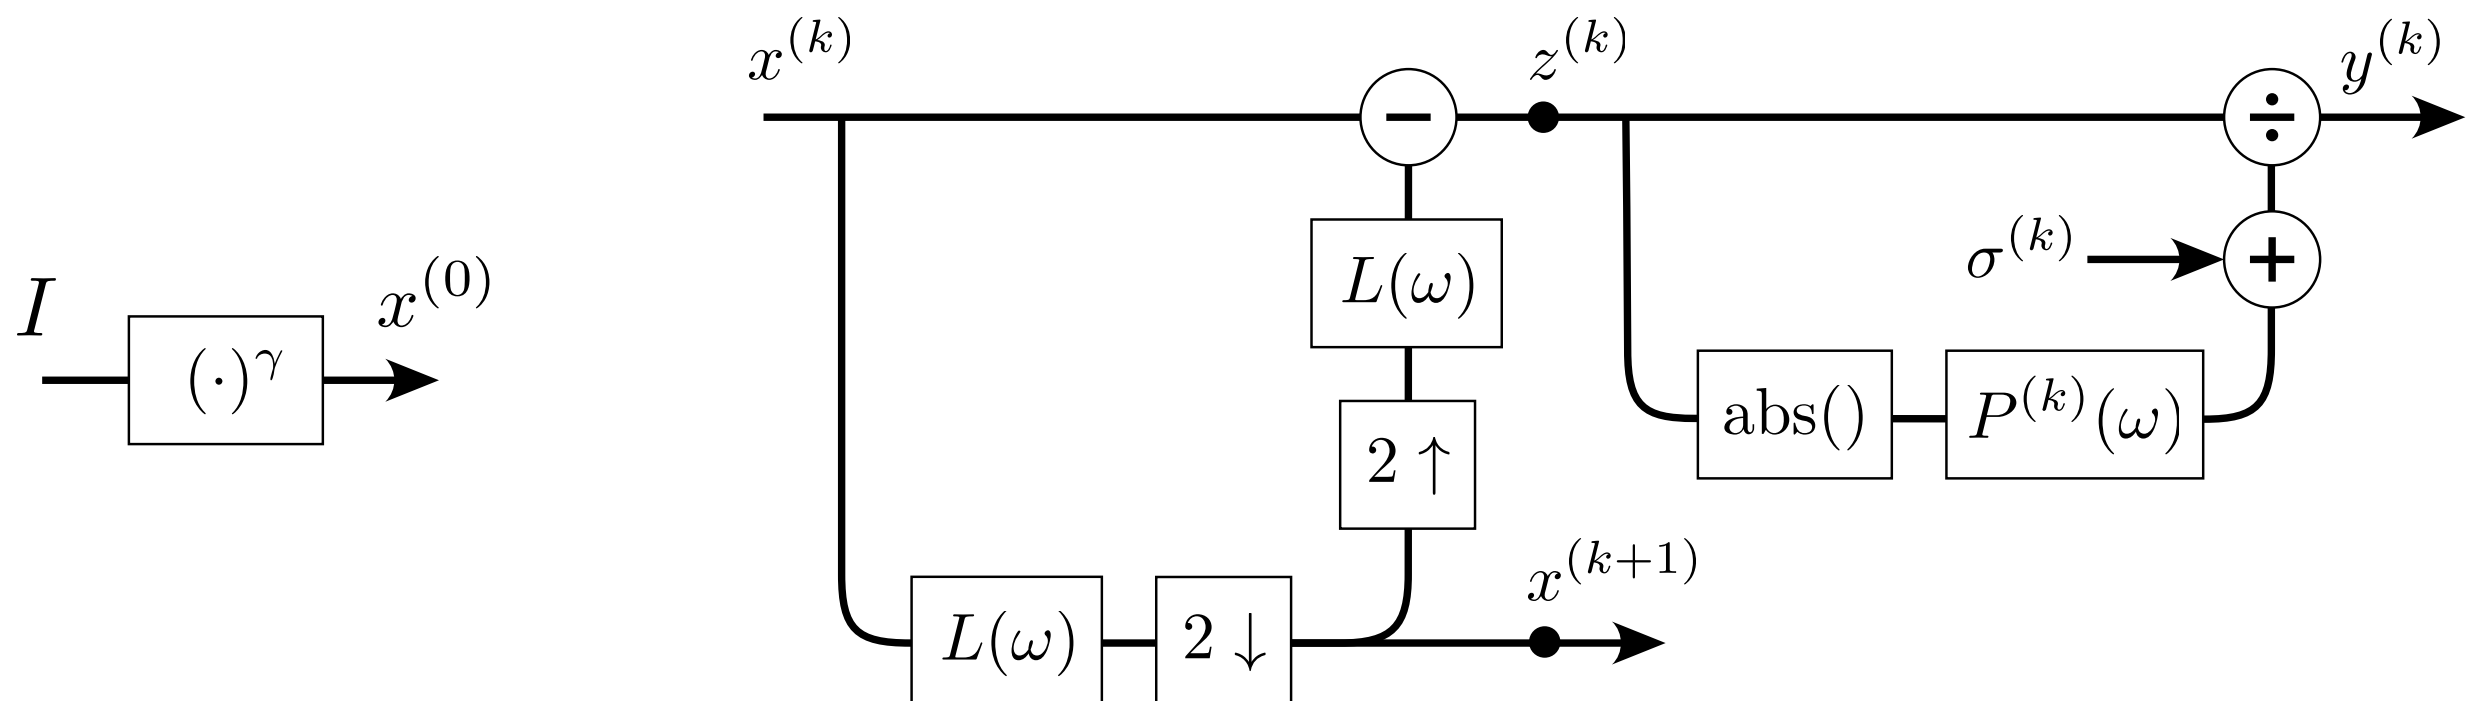 I
(·)^γ
x^(0)
x^(k)
−
z^(k)
÷
y^(k)
L(ω)
σ^(k)
+
2 ↑
abs()
P^(k)(ω)
L(ω)
2 ↓
x^(k+1)